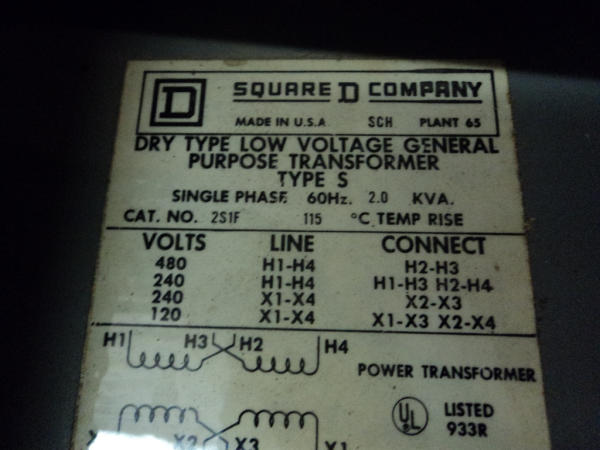 D SQUARE D COMPANY
MADE IN U.S.A. SCH PLANT 65
DRY TYPE LOW VOLTAGE GENERAL
PURPOSE TRANSFORMER
TYPE S
SINGLE PHASE 60Hz. 2.0 KVA.
CAT. NO. 2S1F 115 °C TEMP RISE
VOLTS LINE CONNECT
480 H1-H4 H2-H3
240 H1-H4 H1-H3 H2-H4
240 X1-X4 X2-X3
120 X1-X4 X1-X3 X2-X4
H1 H3 H2 H4
POWER TRANSFORMER
UL LISTED
933R
X2 X3 X1